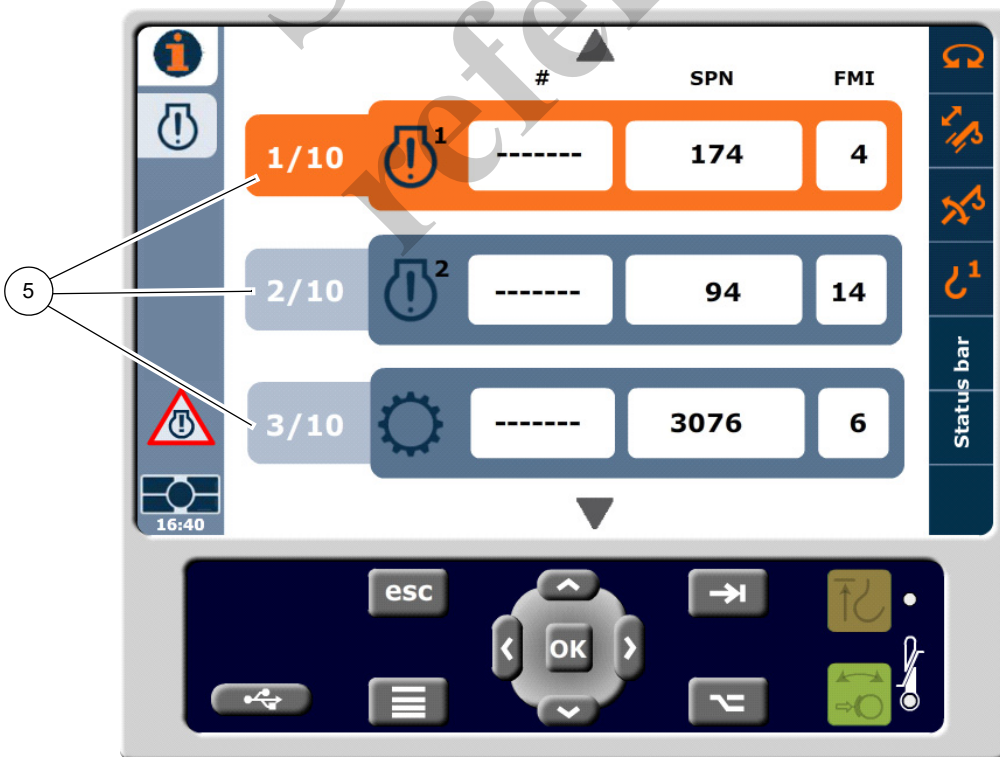 # SPN FMI
1/10 1 ------- 174 4
2/10 2 ------- 94 14
3/10 ------- 3076 6
5
1
Status bar
16:40
esc
OK
refer